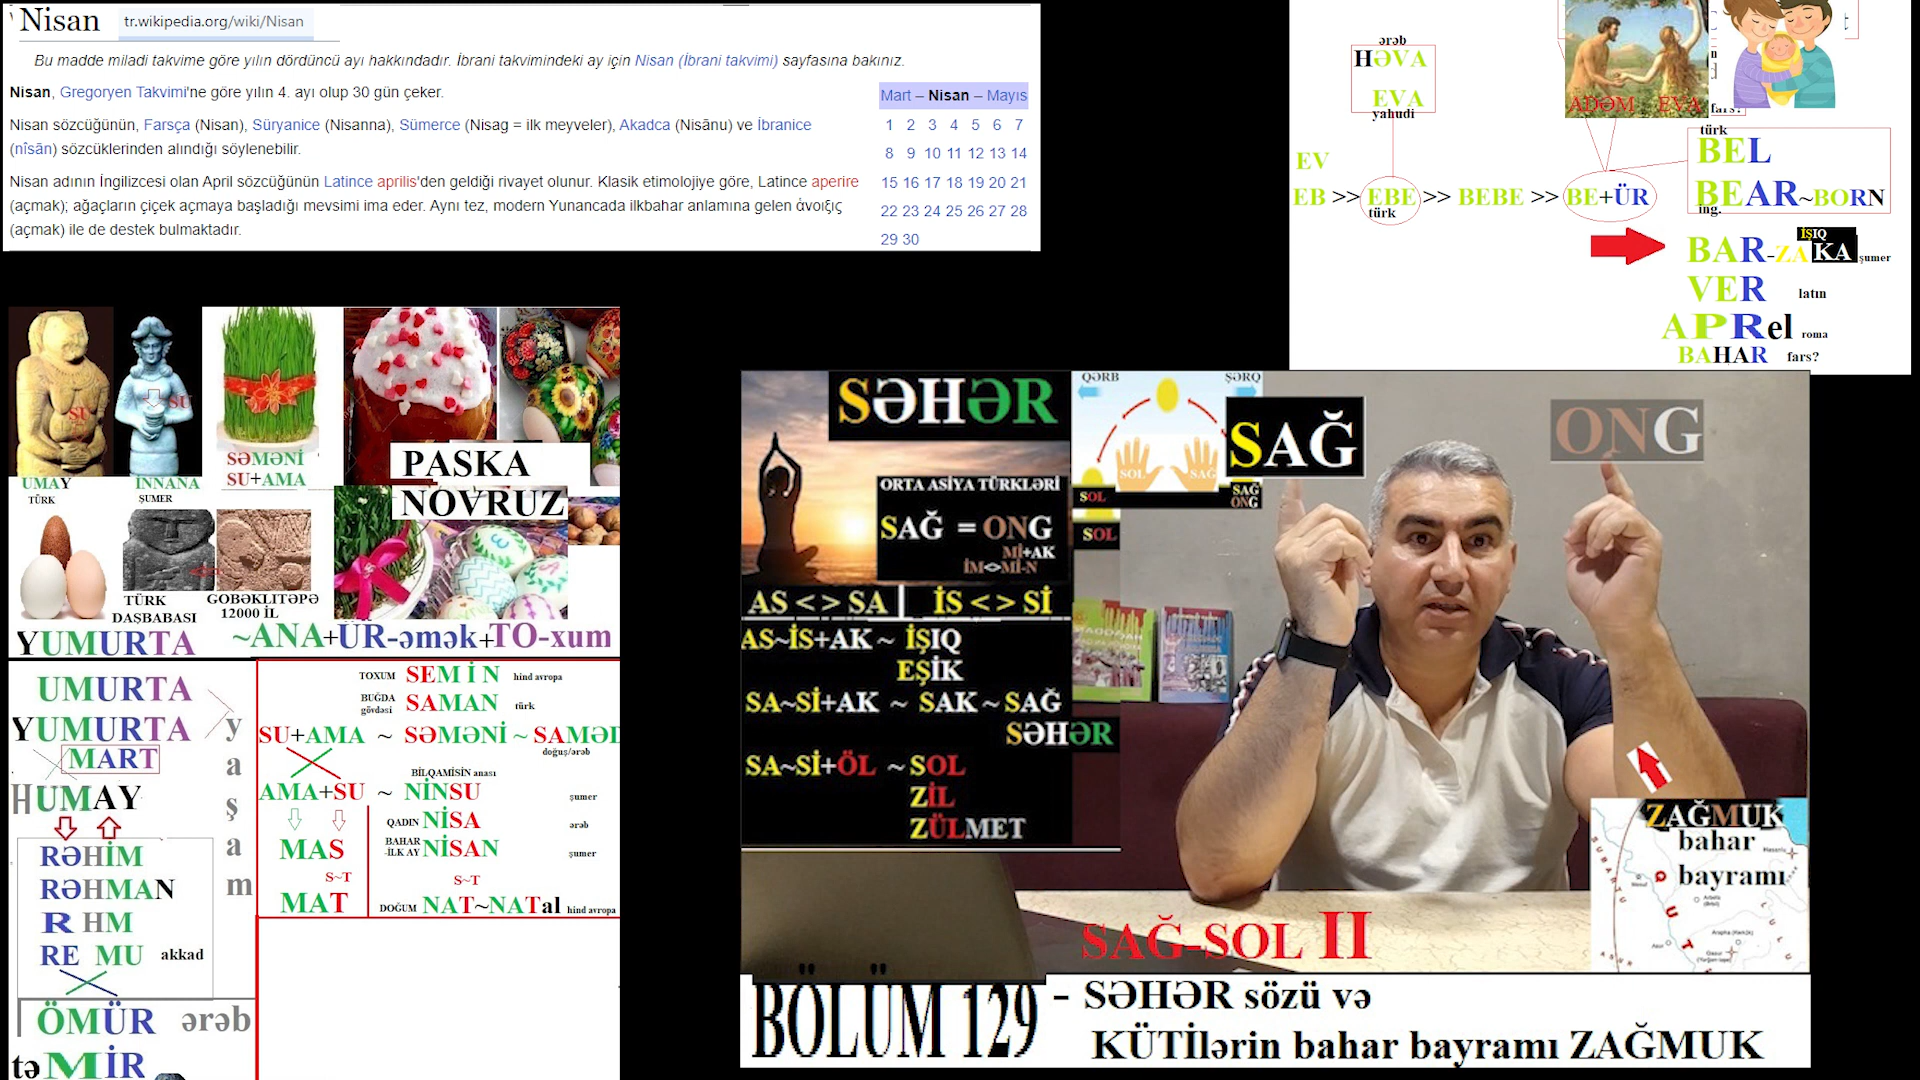 Nisan
tr.wikipedia.org/wiki/Nisan
Bu madde miladi takvime göre yılın dördüncü ayı hakkındadır. İbrani takvimindeki ay için Nisan (İbrani takvimi) sayfasına bakınız.
Nisan, Gregoryen Takvimi'ne göre yılın 4. ayı olup 30 gün çeker.
Nisan sözcüğünün, Farsça (Nisan), Süryanice (Nisanna), Sümerce (Nisag = ilk meyveler), Akadca (Nisānu) ve İbranice
(nîsān) sözcüklerinden alındığı söylenebilir.
Nisan adının İngilizcesi olan April sözcüğünün Latince aprilis'den geldiği rivayet olunur. Klasik etimolojiye göre, Latince aperire
(açmak); ağaçların çiçek açmaya başladığı mevsimi ima eder. Aynı tez, modern Yunancada ilkbahar anlamına gelen άνοιξις
(açmak) ile de destek bulmaktadır.
Mart – Nisan – Mayıs
1 2 3 4 5 6 7
8 9 10 11 12 13 14
15 16 17 18 19 20 21
22 23 24 25 26 27 28
29 30
ərəb
HƏVA
EVA
yahudi
EV
EB >> EBE >> BEBE >> BE+ÜR
türk
ADƏM EVA
fars?
türk
BEL
BEAR~BORN
ing.
İŞIQ
BAR-ZAKA şumer
VER latın
APRel roma
BAHAR fars?
SU
SU
UMAY
TÜRK
INNANA
ŞUMER
SƏMƏNİ
SU+AMA
PASKA
NOVRUZ
TÜRK
DAŞBABASI
GOBƏKLITƏPƏ
12000 İL
YUMURTA ~ANA+ÜR-əmək+TO-xum
UMURTA
YUMURTA
MART
HUMAY
yaşam
RƏHİM
RƏHMAN
R HM
RE MU akkad
ÖMÜR ərəb
təMİR
TOXUM SEMİN hind avropa
BUĞDA
gövdəsi SAMAN türk
SU+AMA ~ SƏMƏNİ ~ SAMƏD
doğuş/ərəb
BİLQAMISIN anası
AMA+SU ~ NİNSU şumer
QADIN NİSA ərəb
MAS
BAHAR
-İLK AY NİSAN şumer
S~T
S~T
MAT
DOĞUM NAT~NATal hind avropa
SƏHƏR
ORTA ASİYA TÜRKLƏRİ
SAĞ = ONG
Mİ+AK
İM<>Mİ-N
AS < > SA | İS < > Sİ
AS~İS+AK ~ İŞIQ
EŞİK
SA~Sİ+AK ~ SAK ~ SAĞ
SƏHƏR
SA~Sİ+ÖL ~ SOL
ZİL
ZÜLMET
QƏRB
ŞƏRQ
SOL
SAĞ
SOL
SAĞ
ONG
SOL
SAĞ
ONG
ZAĞMUK
bahar
bayramı
SAĞ-SOL II
BÖLÜM 129 - SƏHƏR sözü və
KÜTİlərin bahar bayramı ZAĞMUK